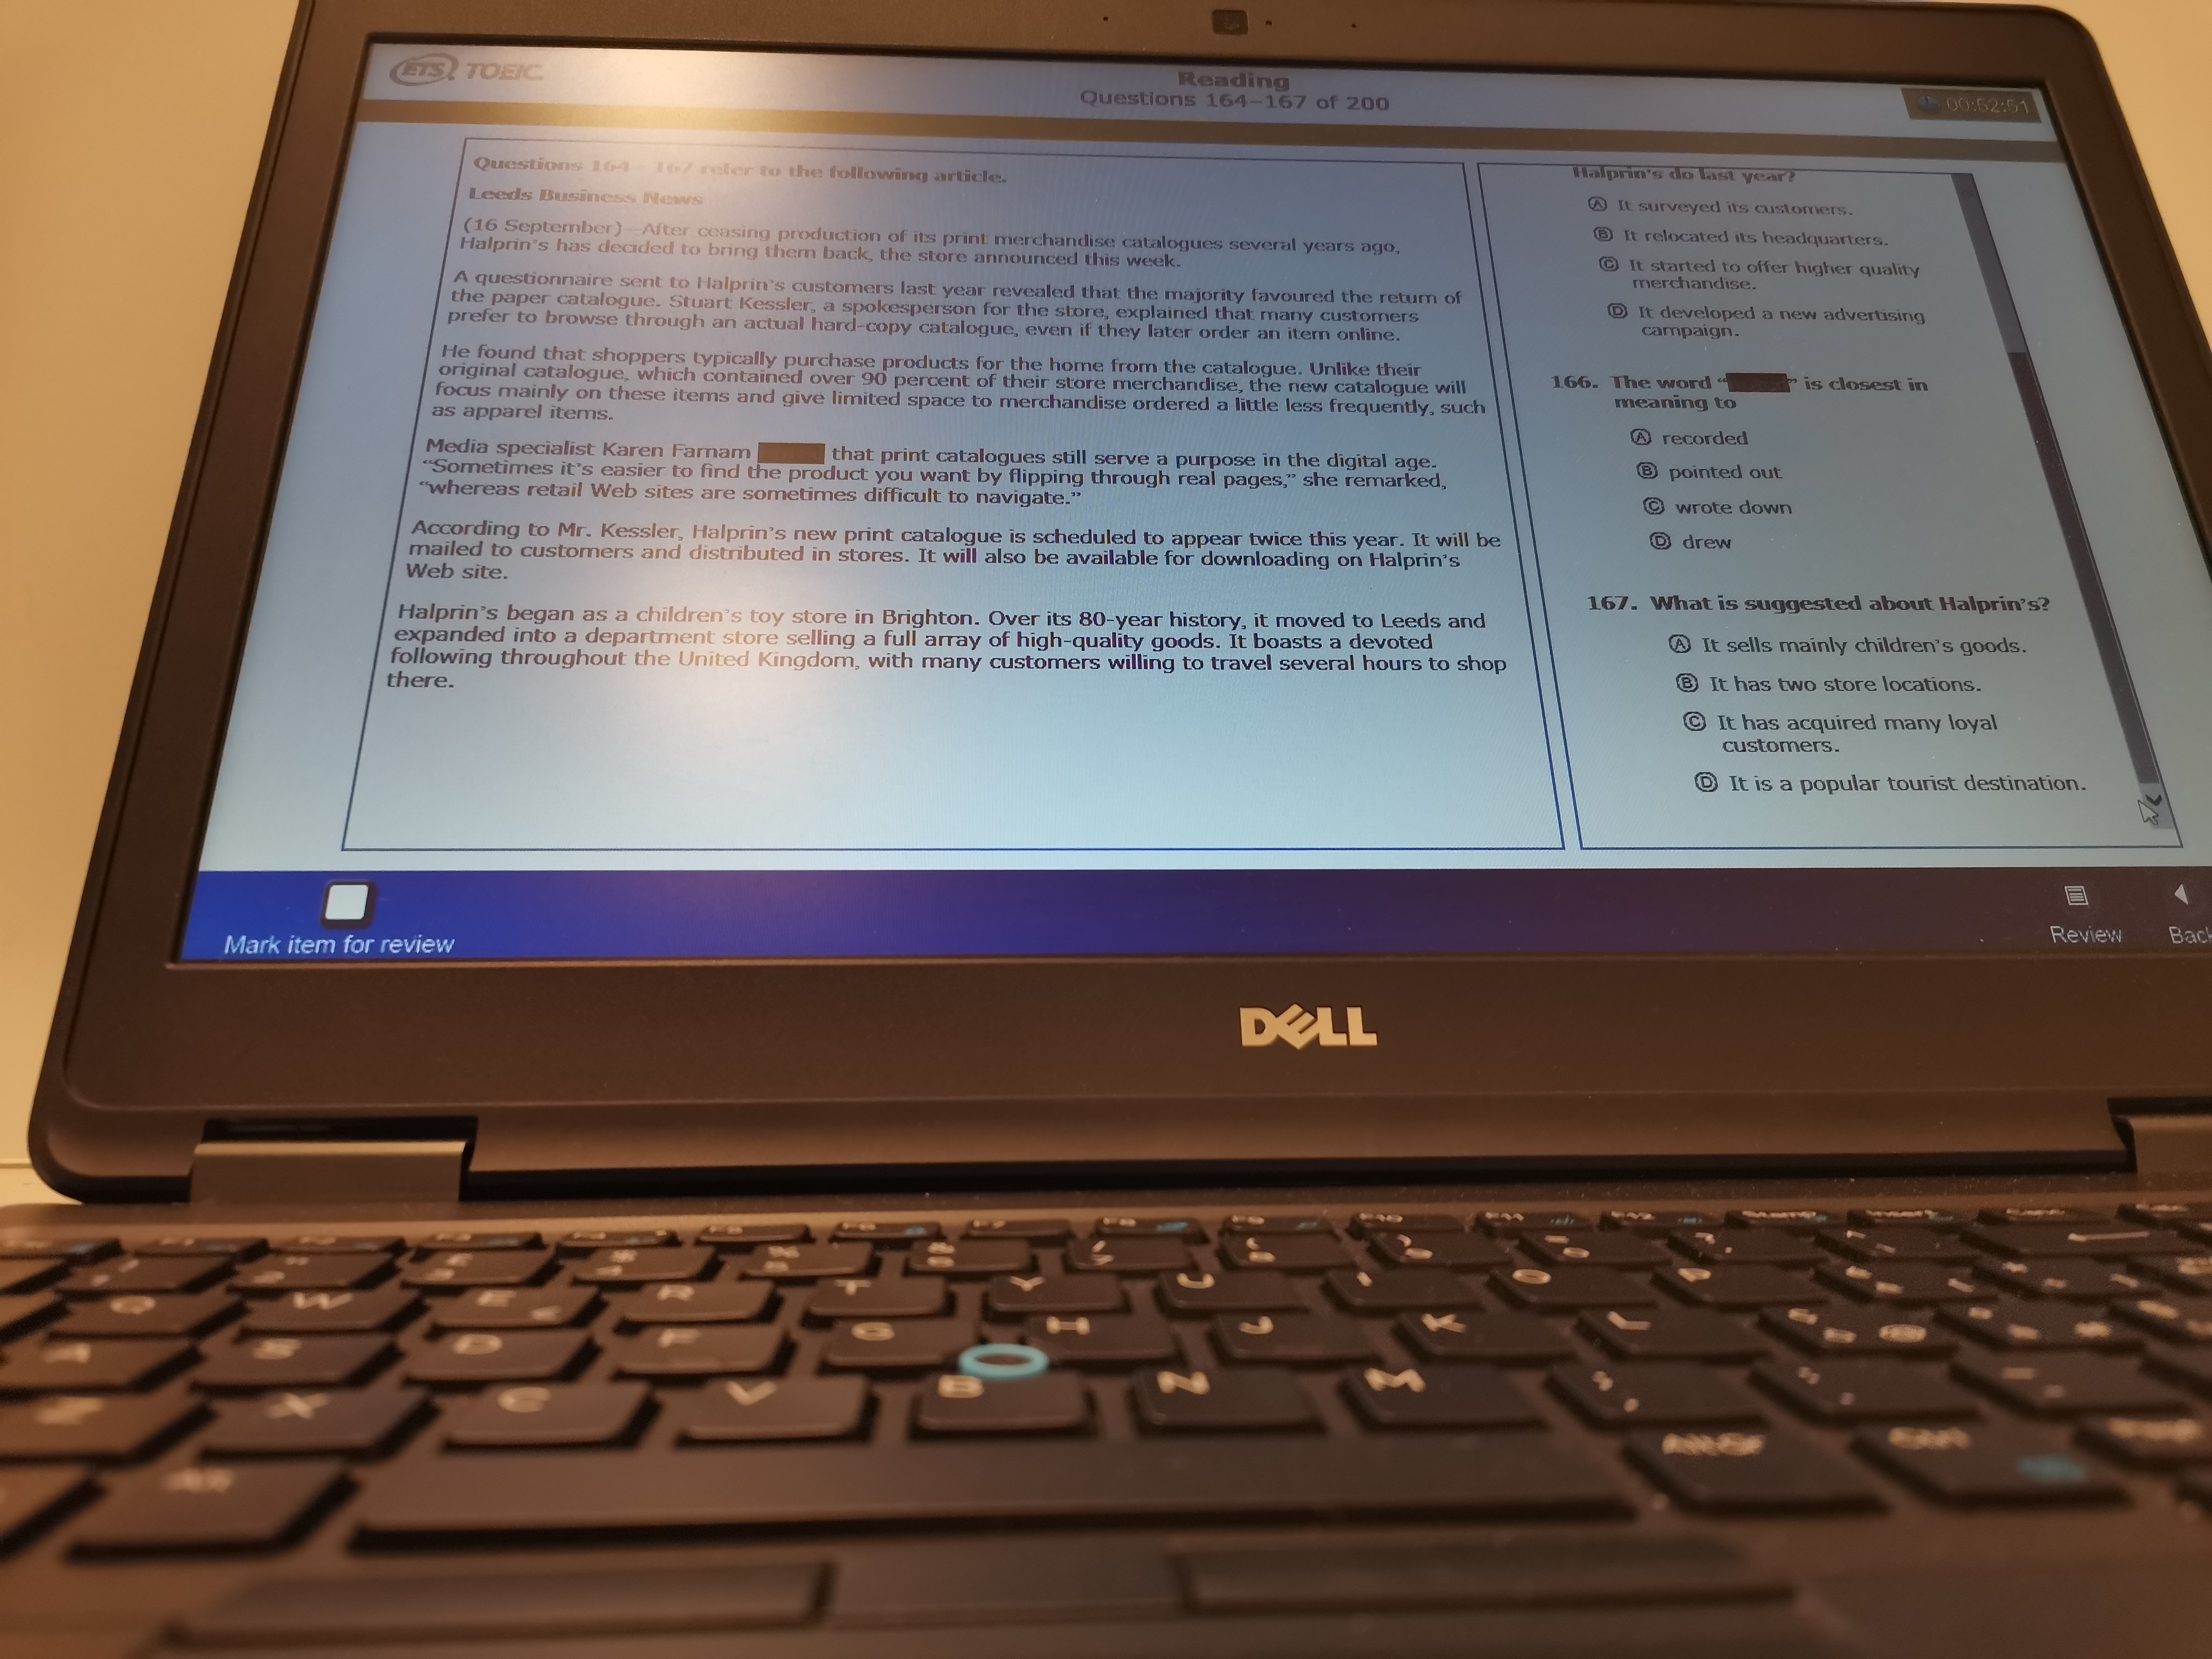 ETS TOEIC
Reading
Questions 164–167 of 200
00:52:51
Questions 164 - 167 refer to the following article.
Leeds Business News
(16 September)—After ceasing production of its print merchandise catalogues several years ago,
Halprin's has decided to bring them back, the store announced this week.
A questionnaire sent to Halprin's customers last year revealed that the majority favoured the return of
the paper catalogue. Stuart Kessler, a spokesperson for the store, explained that many customers
prefer to browse through an actual hard-copy catalogue, even if they later order an item online.
He found that shoppers typically purchase products for the home from the catalogue. Unlike their
original catalogue, which contained over 90 percent of their store merchandise, the new catalogue will
focus mainly on these items and give limited space to merchandise ordered a little less frequently, such
as apparel items.
Media specialist Karen Farnam that print catalogues still serve a purpose in the digital age.
“Sometimes it's easier to find the product you want by flipping through real pages,” she remarked,
“whereas retail Web sites are sometimes difficult to navigate.”
According to Mr. Kessler, Halprin's new print catalogue is scheduled to appear twice this year. It will be
mailed to customers and distributed in stores. It will also be available for downloading on Halprin's
Web site.
Halprin's began as a children's toy store in Brighton. Over its 80-year history, it moved to Leeds and
expanded into a department store selling a full array of high-quality goods. It boasts a devoted
following throughout the United Kingdom, with many customers willing to travel several hours to shop
there.
Halprin's do last year?
A It surveyed its customers.
B It relocated its headquarters.
C It started to offer higher quality
merchandise.
D It developed a new advertising
campaign.
166. The word “ ” is closest in
meaning to
A recorded
B pointed out
C wrote down
D drew
167. What is suggested about Halprin's?
A It sells mainly children's goods.
B It has two store locations.
C It has acquired many loyal
customers.
D It is a popular tourist destination.
Mark item for review
Review
Back
DELL
Q W E R T Y U I O P
A S D F G H J K L
Z X C V B N M
Alt
Alt Gr